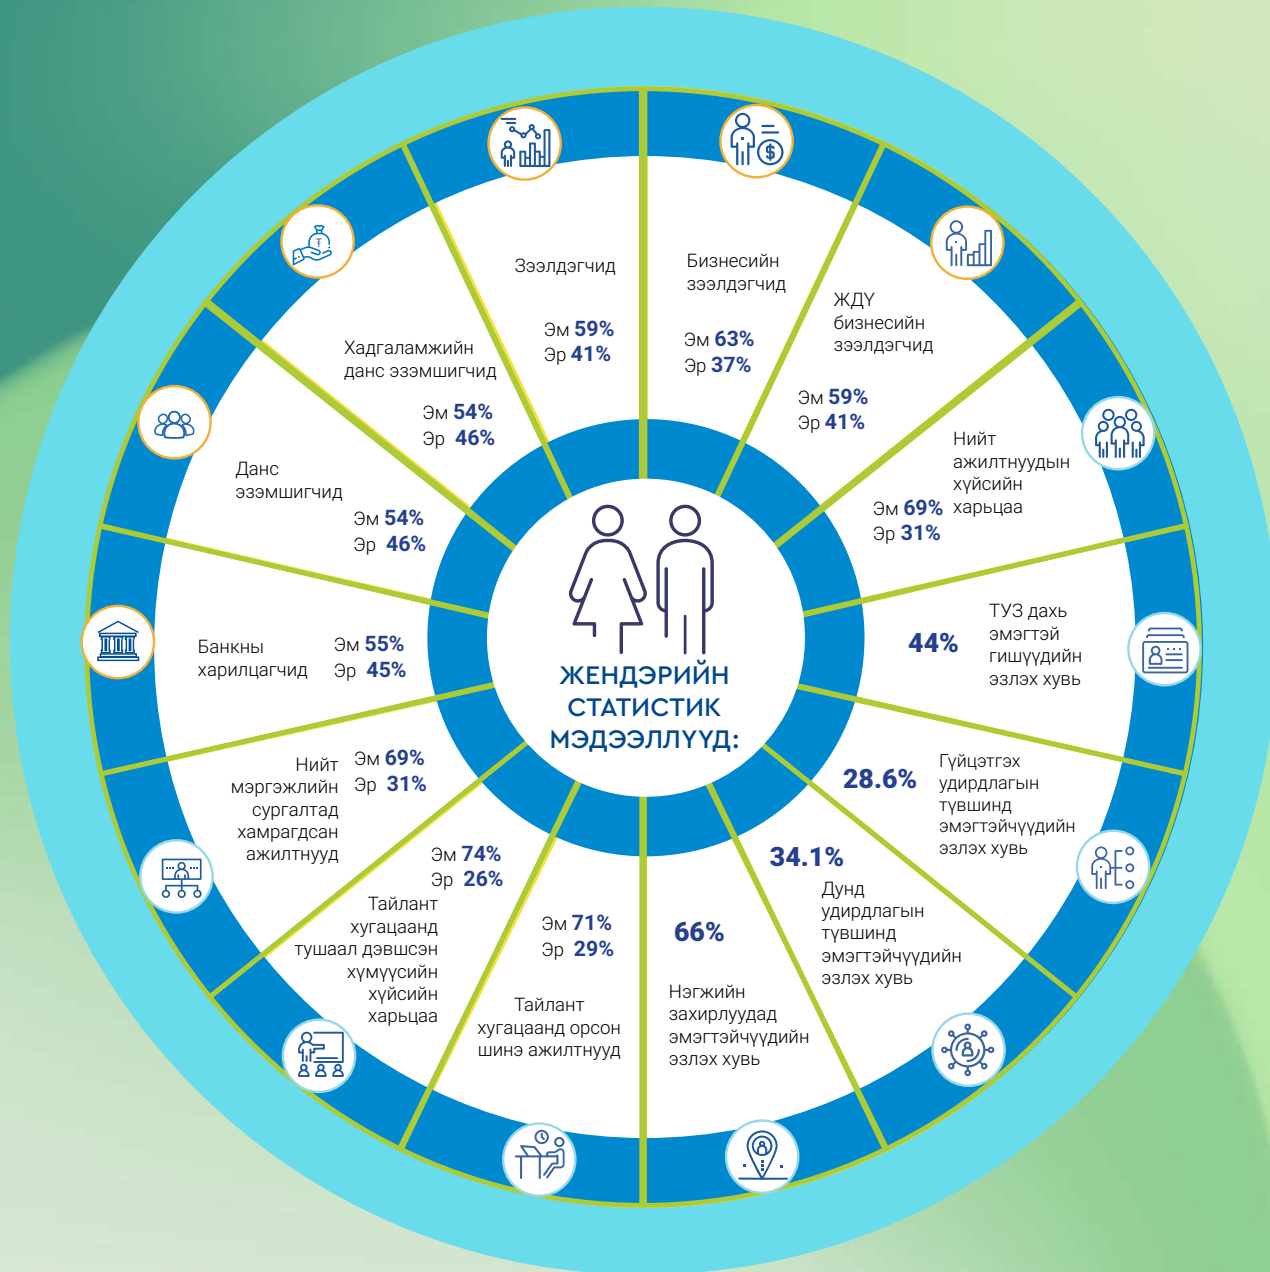 ЖЕНДЭРИЙН
СТАТИСТИК
МЭДЭЭЛЛҮҮД:
Бизнесийн
зээлдэгчид
Эм 63%
Эр 37%
ЖДҮ
бизнесийн
зээлдэгчид
Эм 59%
Эр 41%
Нийт
ажилтнуудын
хүйсийн
харьцаа
Эм 69%
Эр 31%
ТУЗ дахь
эмэгтэй
гишүүдийн
эзлэх хувь
44%
Гүйцэтгэх
удирдлагын
түвшинд
эмэгтэйчүүдийн
эзлэх хувь
28.6%
34.1%
Дунд
удирдлагын
түвшинд
эмэгтэйчүүдийн
эзлэх хувь
66%
Нэгжийн
захирлуудад
эмэгтэйчүүдийн
эзлэх хувь
Эм 71%
Эр 29%
Тайлант
хугацаанд орсон
шинэ ажилтнууд
Эм 74%
Эр 26%
Тайлант
хугацаанд
тушаал дэвшсэн
хүмүүсийн
хүйсийн
харьцаа
Нийт
мэргэжлийн
сургалтад
хамрагдсан
ажилтнууд
Эм 69%
Эр 31%
Банкны
харилцагчид
Эм 55%
Эр 45%
Данс
эзэмшигчид
Эм 54%
Эр 46%
Хадгаламжийн
данс эзэмшигчид
Эм 54%
Эр 46%
Зээлдэгчид
Эм 59%
Эр 41%